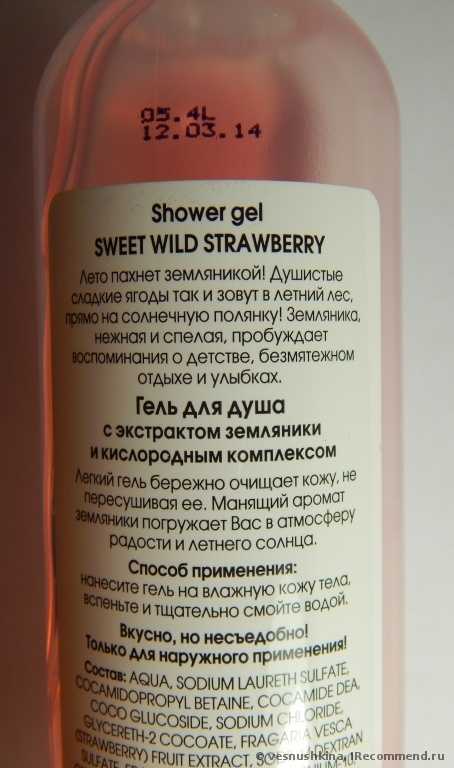 05.4L
12.03.14
Shower gel
SWEET WILD STRAWBERRY
Лето пахнет земляникой! Душистые
сладкие ягоды так и зовут в летний лес,
прямо на солнечную полянку! Земляника,
нежная и спелая, пробуждает
воспоминания о детстве, безмятежном
отдыхе и улыбках.
Гель для душа
с экстрактом земляники
и кислородным комплексом
Легкий гель бережно очищает кожу, не
пересушивая ее. Манящий аромат
земляники погружает Вас в атмосферу
радости и летнего солнца.
Способ применения:
нанесите гель на влажную кожу тела,
вспеньте и тщательно смойте водой.
Вкусно, но несъедобно!
Только для наружного применения!
Состав: AQUA, SODIUM LAURETH SULFATE,
COCAMIDOPROPYL BETAINE, COCAMIDE DEA,
COCO GLUCOSIDE, SODIUM CHLORIDE,
GLYCERETH-2 COCOATE, FRAGARIA VESCA
(STRAWBERRY) FRUIT EXTRACT, DEXTRAN
SULFATE,
© vesnushkina, IRecommend.ru